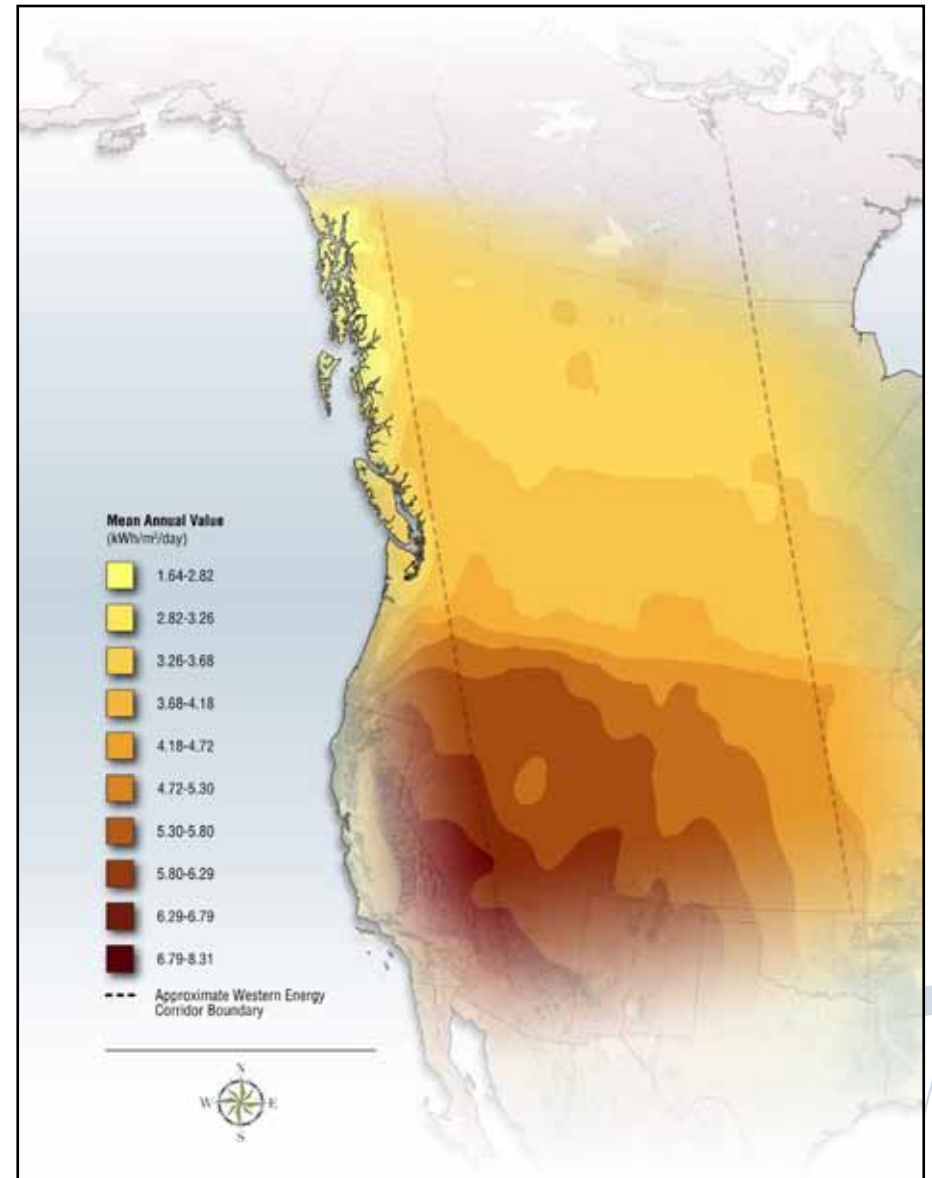 Mean Annual Value
(kWh/m²/day)
1.64-2.82
2.82-3.26
3.26-3.68
3.68-4.18
4.18-4.72
4.72-5.30
5.30-5.80
5.80-6.29
6.29-6.79
6.79-8.31
Approximate Western Energy
Corridor Boundary
N
W E
S